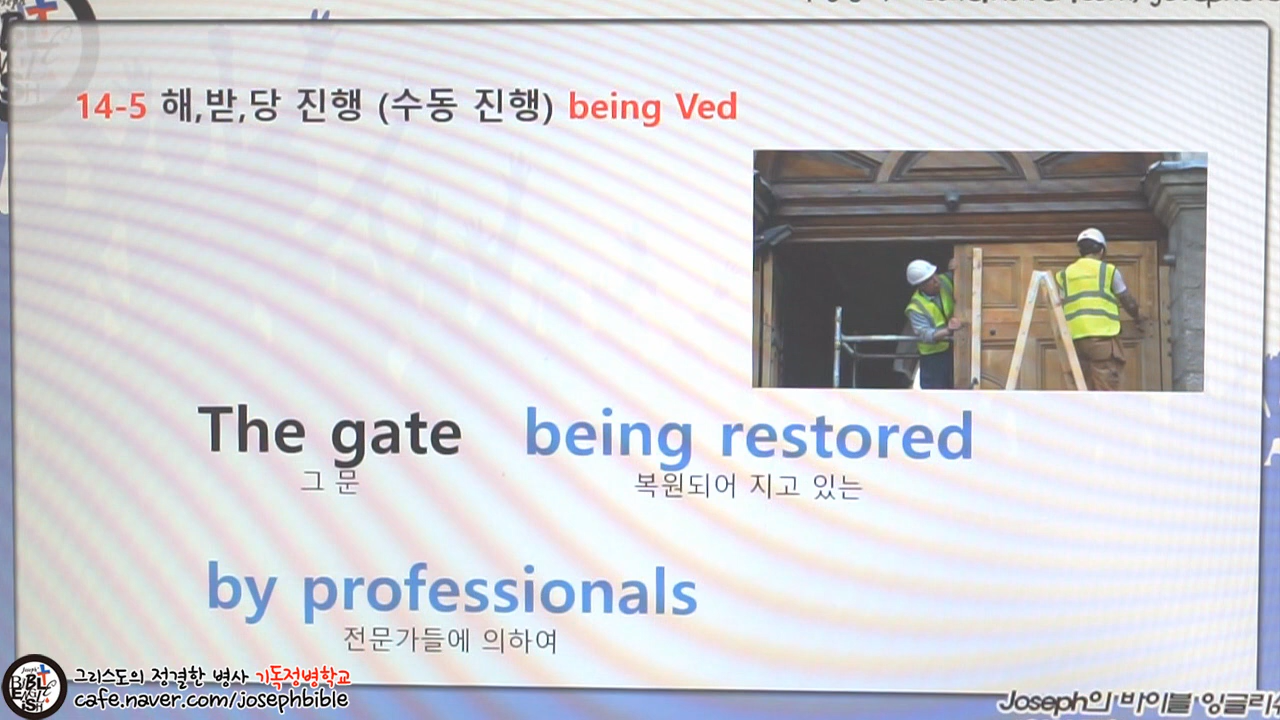 14-5 해,받,당 진행 (수동 진행) being Ved
The gate being restored
그 문 복원되어 지고 있는
by professionals
전문가들에 의하여
그리스도의 정결한 병사 기독정병학교
cafe.naver.com/josephbible
Joseph의 바이블 잉글리쉬